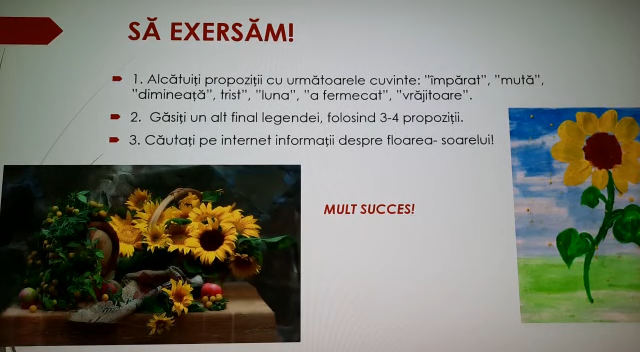 SĂ EXERSĂM!
1. Alcătuiți propoziții cu următoarele cuvinte: "împărat", "mută",
"dimineață", trist", "luna", "a fermecat", "vrăjitoare".
2. Găsiți un alt final legendei, folosind 3-4 propoziții.
3. Căutați pe internet informații despre floarea- soarelui!
MULT SUCCES!